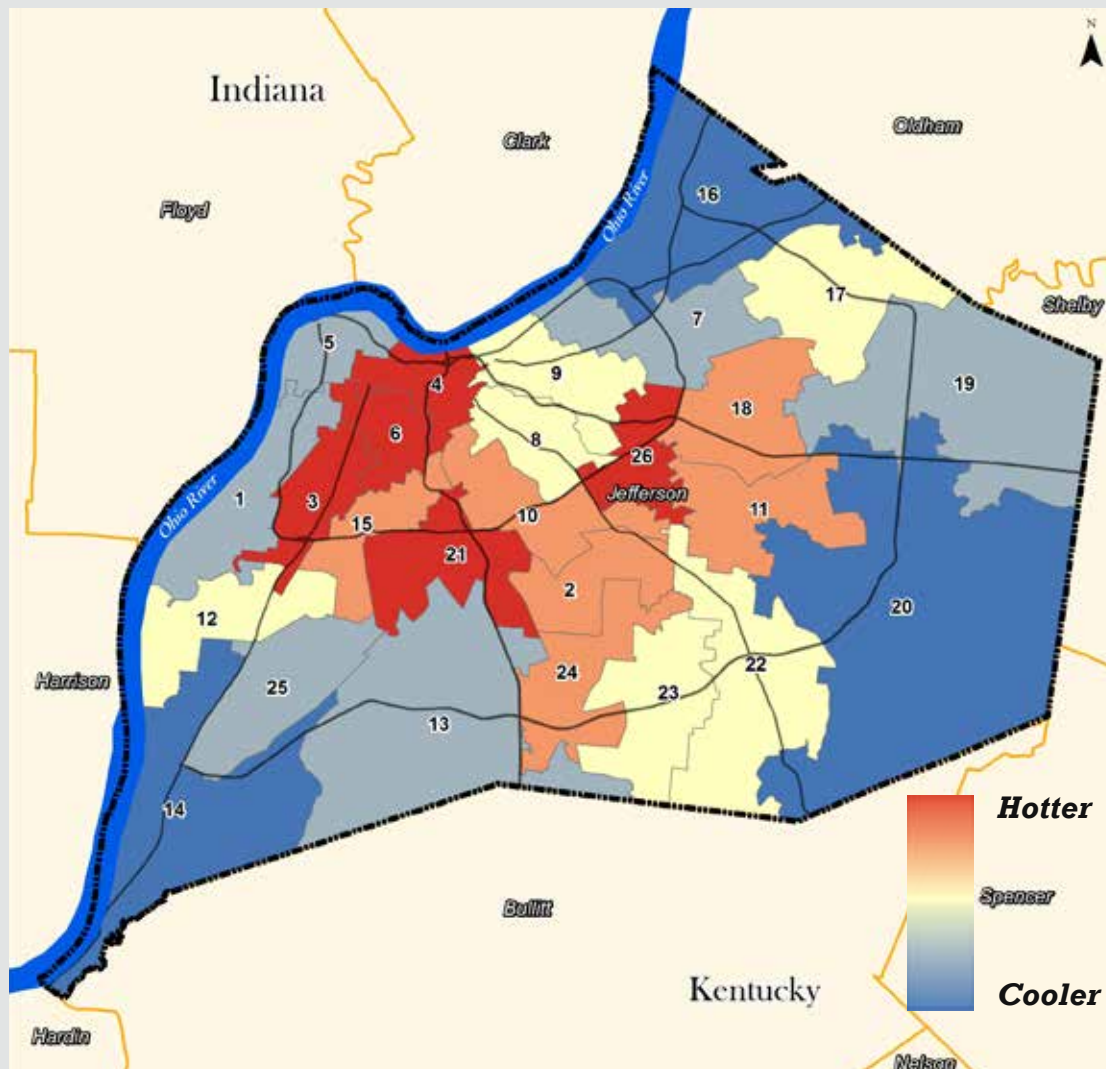 N
Indiana
Oldham
Clark
Ohio River
16
Floyd
17
Shelby
7
5
19
9
4
18
6
8
26
Jefferson
1
3
11
Ohio River
10
15
21
2
20
12
22
24
Harrison
25
23
13
14
Hotter
Spencer
Bullitt
Kentucky
Cooler
Hardin
Nelson